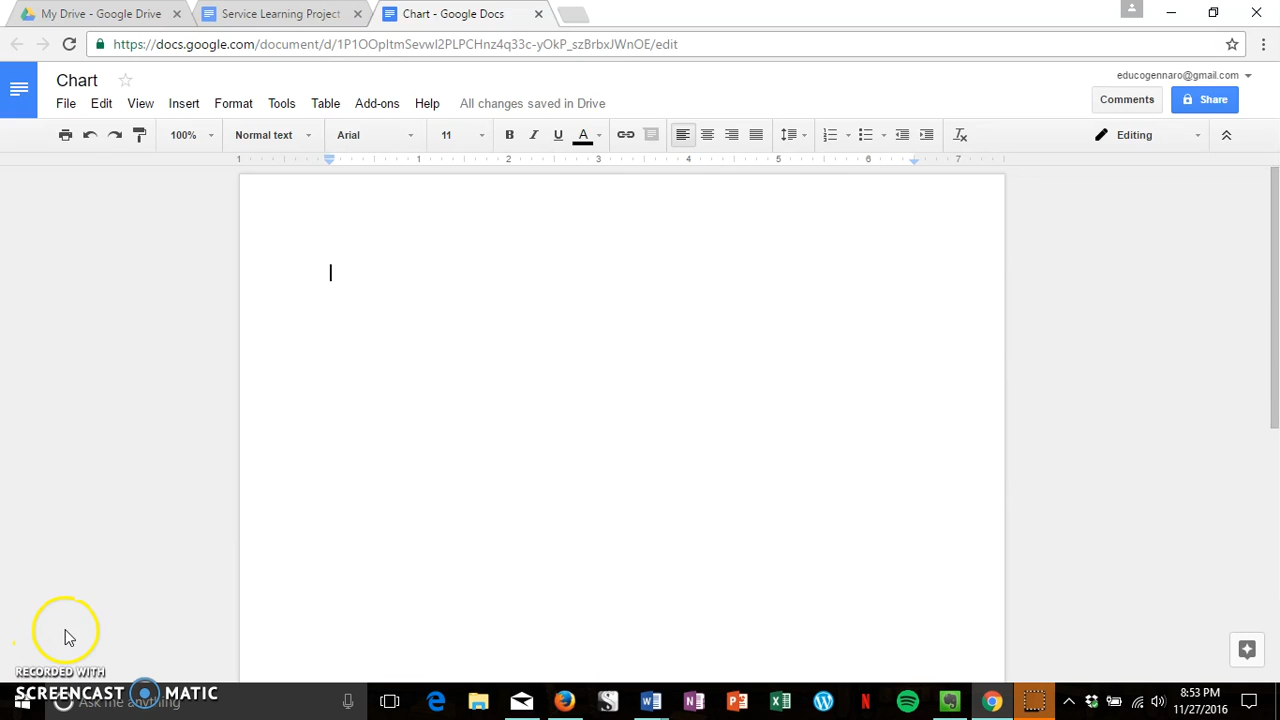 My Drive - Google Drive
Service Learning Project
Chart - Google Docs
https://docs.google.com/document/d/1P1OOpItmSevwI2PLPCHnz4q33c-yOkP_szBrbxJWnOE/edit
Chart
educogennaro@gmail.com
File Edit View Insert Format Tools Table Add-ons Help All changes saved in Drive
Comments
Share
100% Normal text Arial 11 B I U A Editing
1 1 2 3 4 5 6 7
RECORDED WITH
SCREENCAST MATIC
Ask me anything
8:53 PM
11/27/2016